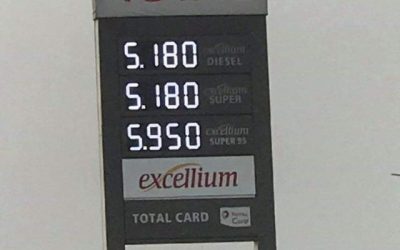 5.180 excellium DIESEL
5.180 excellium SUPER
5.950 excellium SUPER 95
excellium
TOTAL CARD